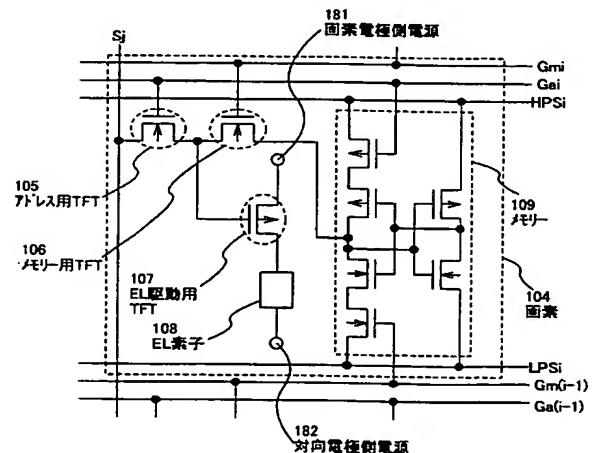 181
画素電極側電源
Sj
Gmi
Gai
HPSi
105
アドレス用TFT
106
メモリー用TFT
109
メモリー
107
EL駆動用
TFT
104
画素
108
EL素子
LPSi
Gm(i-1)
Ga(i-1)
182
対向電極側電源